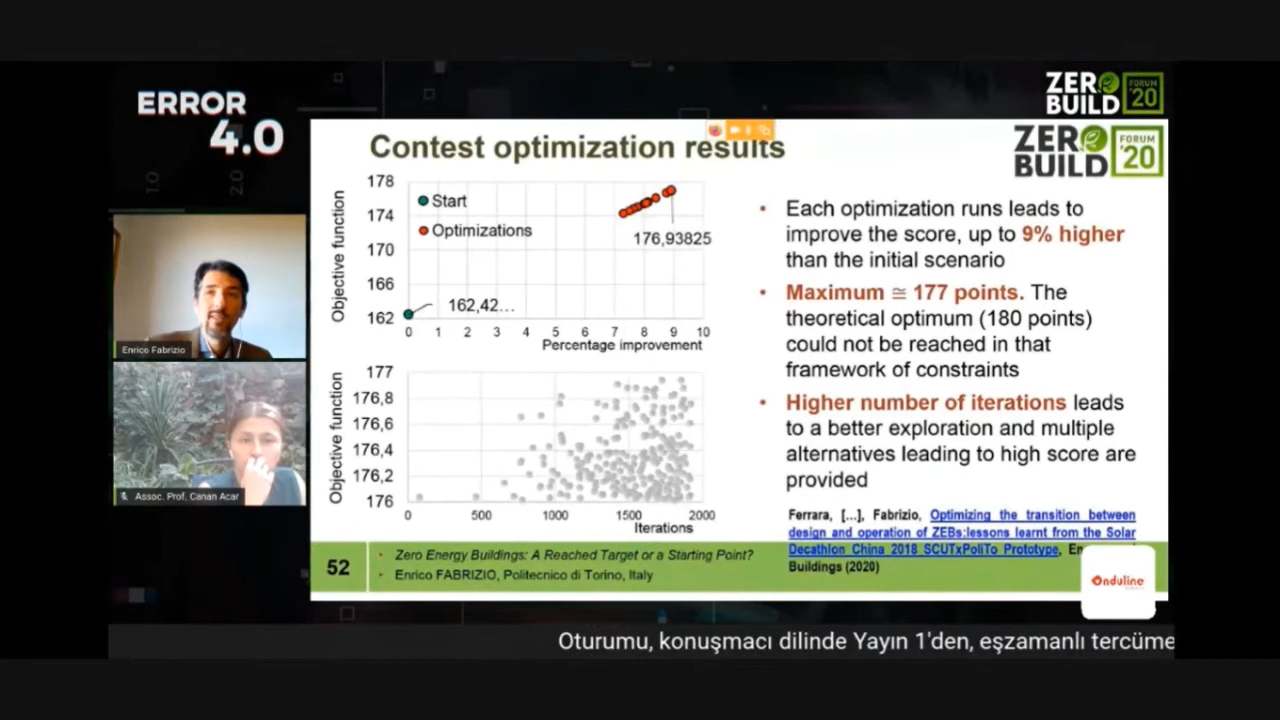 ERROR
4.0
1.0
2.0
ZERO
BUILD
FORUM
'20
ZERO
BUILD
FORUM
'20
Contest optimization results
Objective function
178
174
170
166
162
Start
Optimizations
176,93825
162,42...
0 1 2 3 4 5 6 7 8 9 10
Percentage improvement
Objective function
177
176,8
176,6
176,4
176,2
176
0 500 1000 1500 2000
Iterations
• Each optimization runs leads to
improve the score, up to 9% higher
than the initial scenario
• Maximum ≅ 177 points. The
theoretical optimum (180 points)
could not be reached in that
framework of constraints
• Higher number of iterations leads
to a better exploration and multiple
alternatives leading to high score are
provided
Ferrara, [...], Fabrizio, Optimizing the transition between
design and operation of ZEBs:lessons learnt from the Solar
Decathlon China 2018 SCUTxPoliTo Prototype,
Buildings (2020)
Enrico Fabrizio
Assoc. Prof. Canan Acar
52
• Zero Energy Buildings: A Reached Target or a Starting Point?
• Enrico FABRIZIO, Politecnico di Torino, Italy
Onduline
Oturumu, konuşmacı dilinde Yayın 1'den, eşzamanlı tercüme